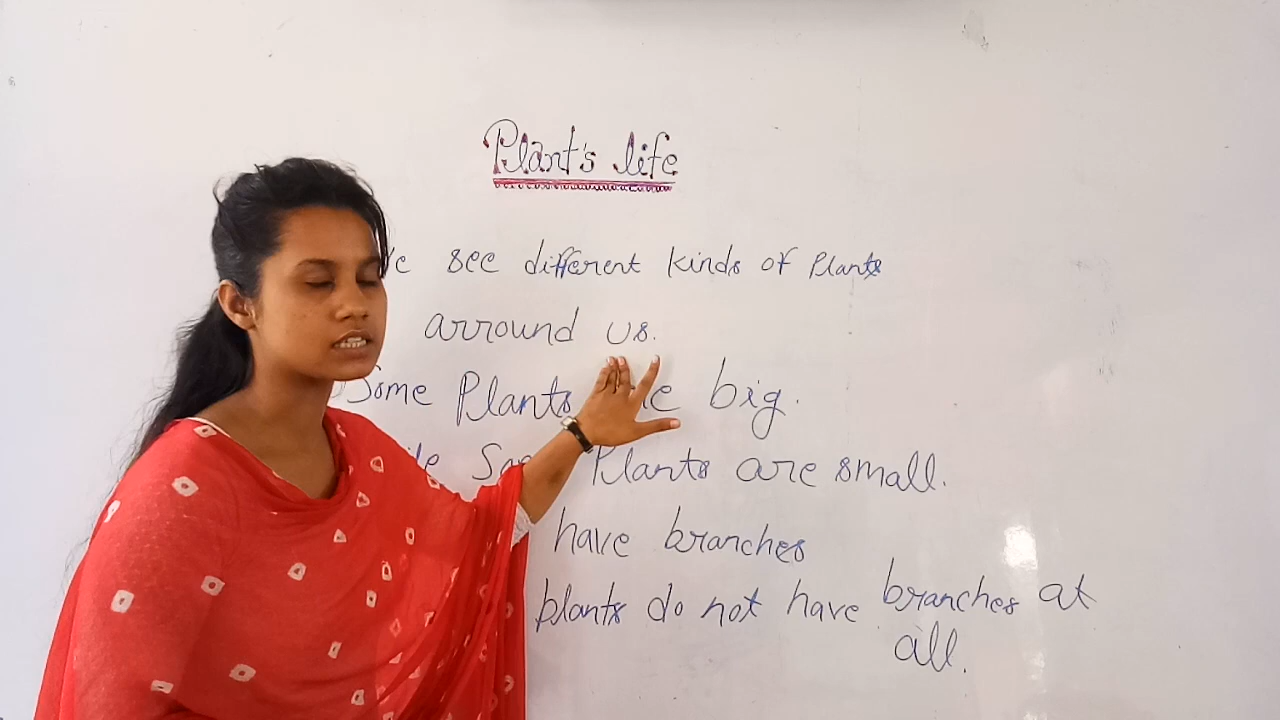 Plant's life
see different kinds of Plants
arround us.
Some Plants big.
Plants are small.
have branches
plants do not have branches at
all.